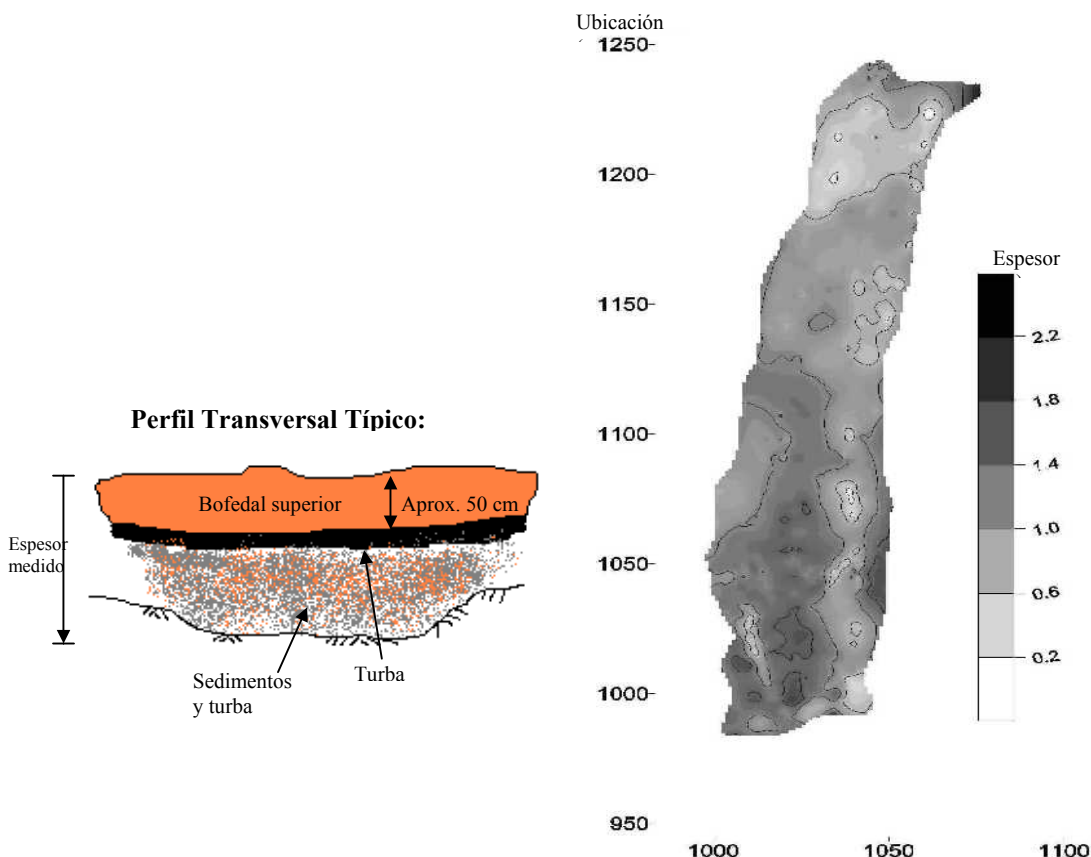 Perfil Transversal Típico:
Bofedal superior
Aprox. 50 cm
Espesor
medido
Sedimentos
y turba
Turba
Ubicación
1250
1200
1150
1100
1050
1000
950
1000
1050
1100
Espesor
2.2
1.8
1.4
1.0
0.6
0.2